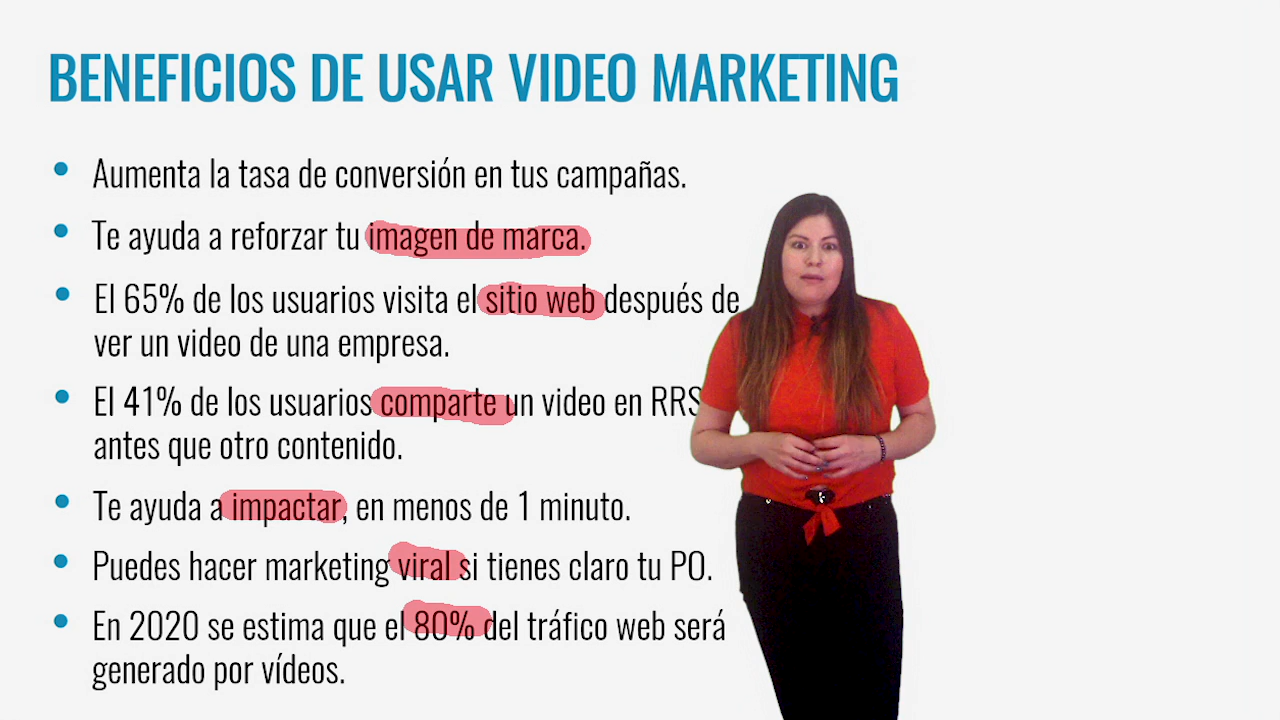 BENEFICIOS DE USAR VIDEO MARKETING
• Aumenta la tasa de conversión en tus campañas.
• Te ayuda a reforzar tu imagen de marca.
• El 65% de los usuarios visita el sitio web después de
ver un video de una empresa.
• El 41% de los usuarios comparte un video en
antes que otro contenido.
• Te ayuda a impactar, en menos de 1 minuto.
• Puedes hacer marketing viral si tienes claro tu PO.
• En 2020 se estima que el 80% del tráfico web será
generado por vídeos.